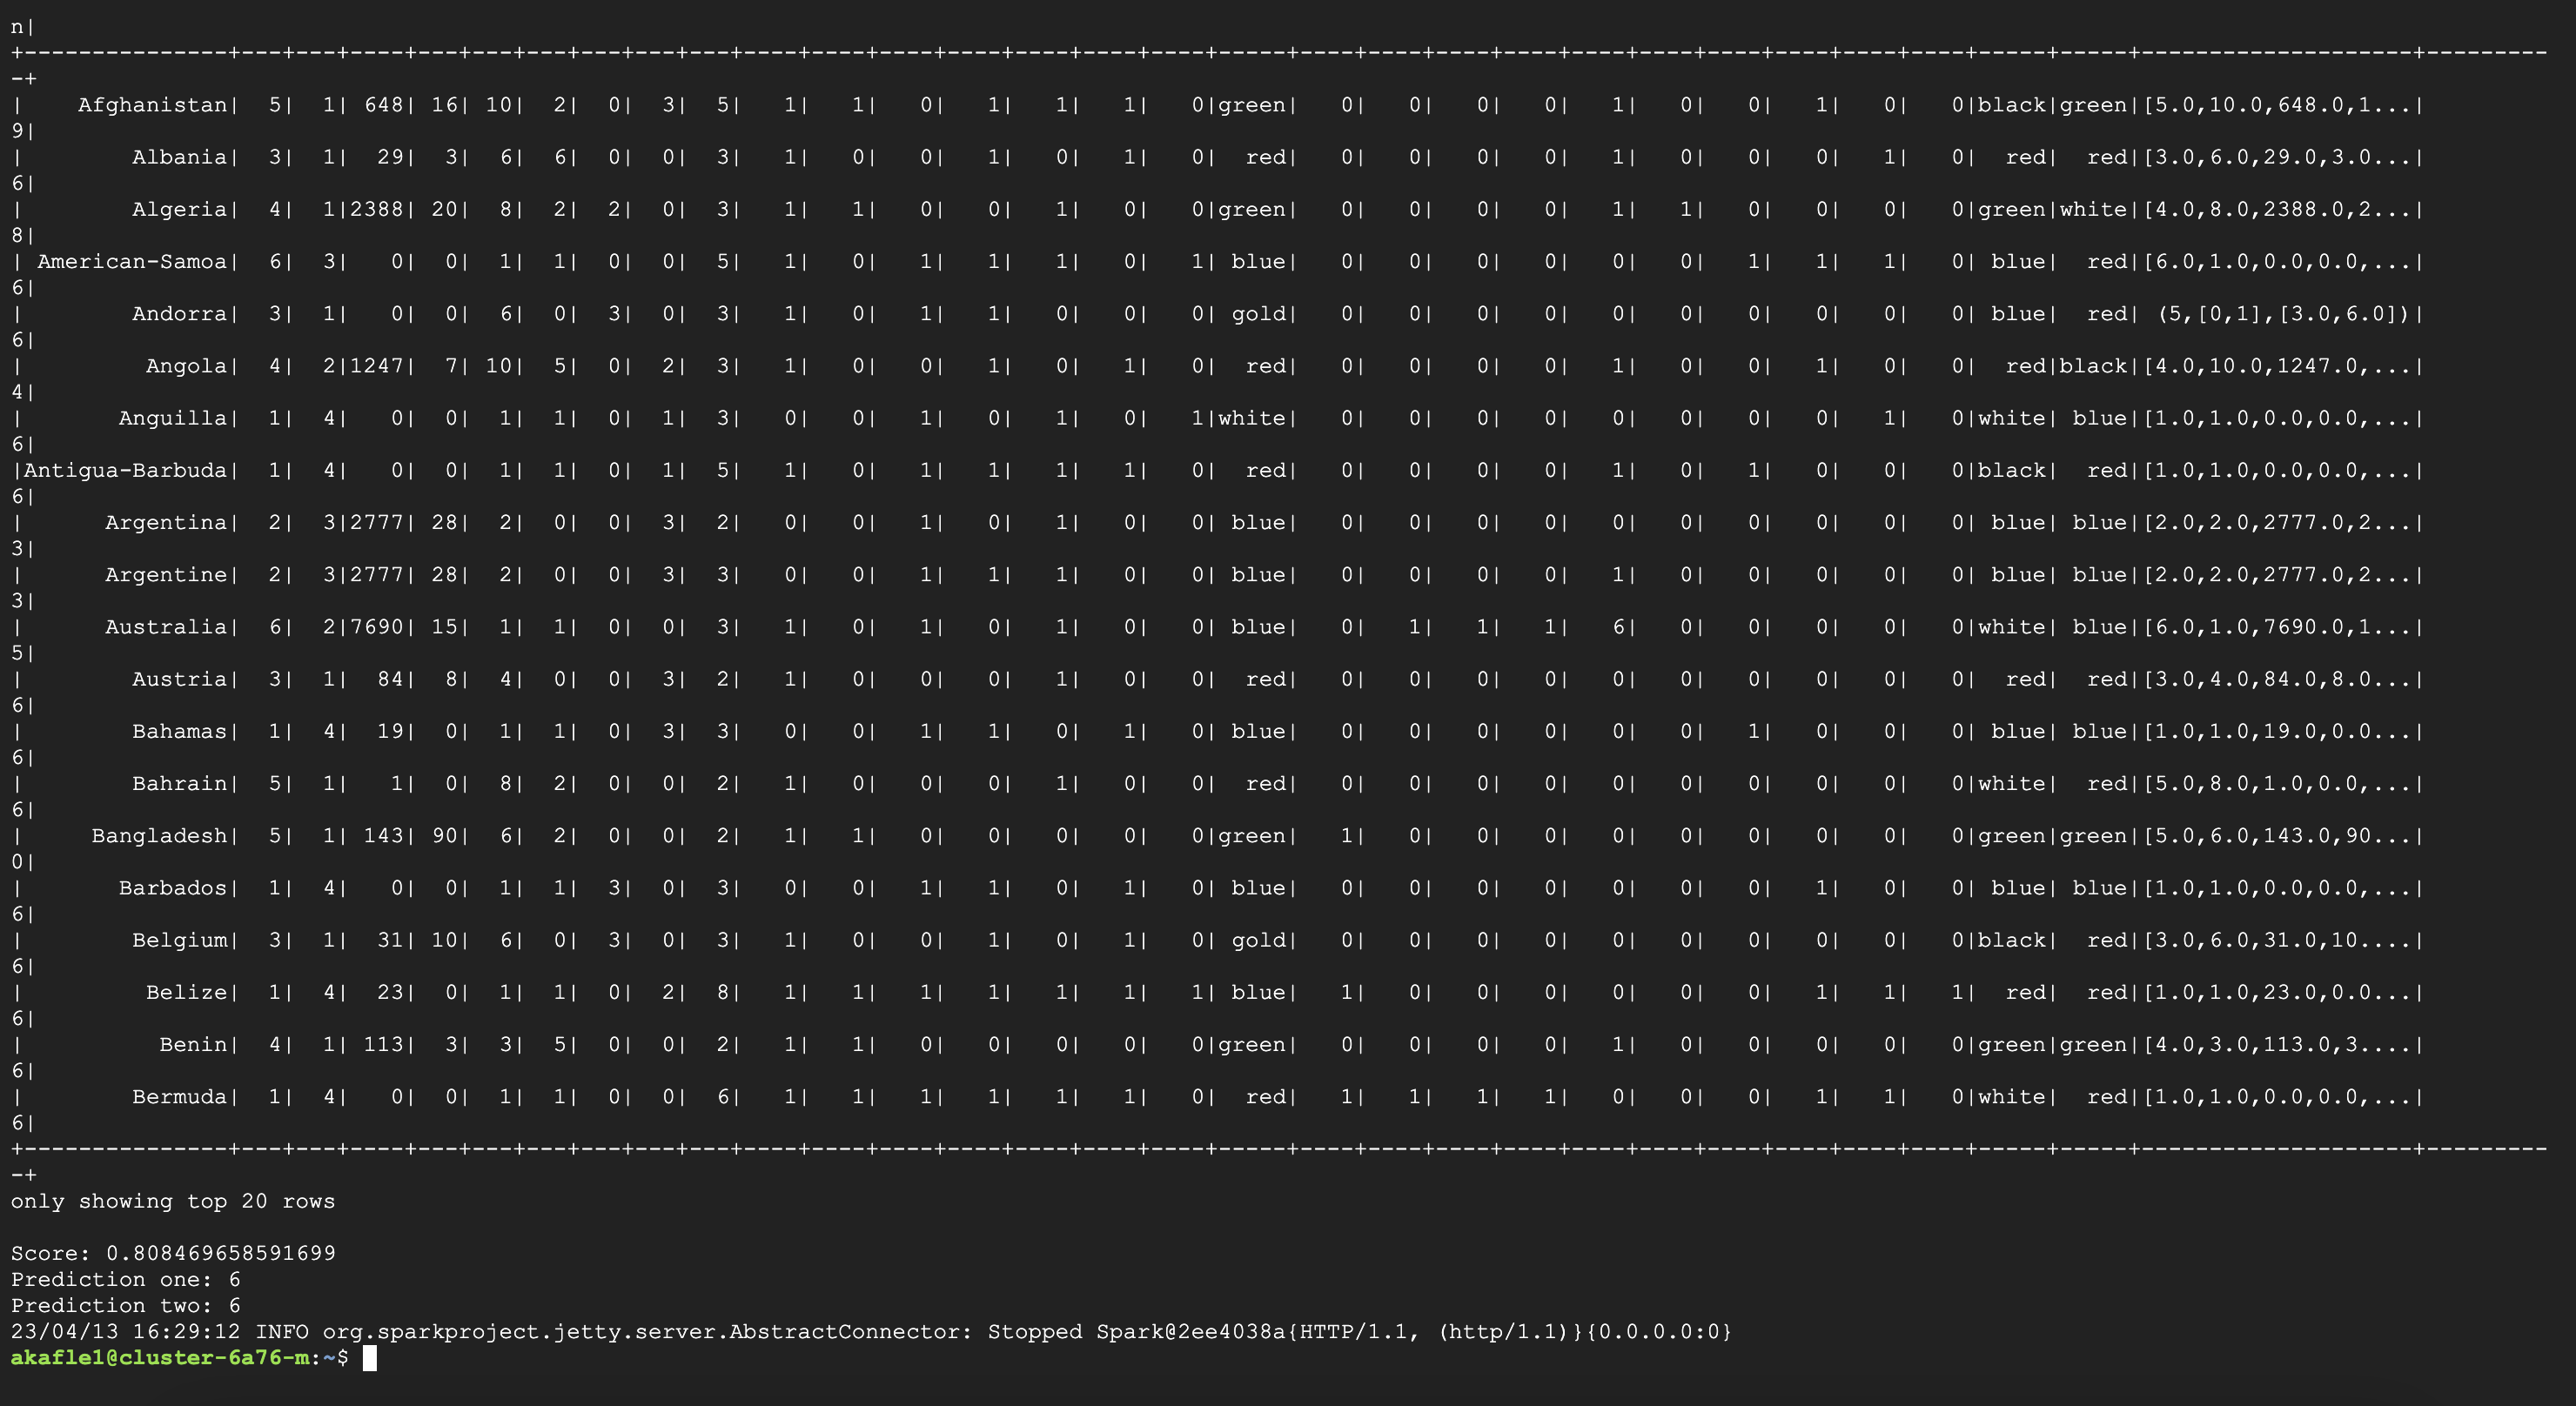 n|
+---------------+---+---+----+---+---+---+---+---+---+----+----+----+----+----+----+----+-----+----+----+----+----+----+----+----+----+----+----+-----+-----+--------------------+---------
-+
|    Afghanistan|  5|  1| 648| 16| 10|  2|  0|  3|  5|   1|   1|   0|   1|   1|   1|   0|green|   0|   0|   0|   0|   1|   0|   0|   1|   0|   0|black|green|[5.0,10.0,648.0,1...|
9|
|        Albania|  3|  1|  29|  3|  6|  6|  0|  0|  3|   1|   0|   0|   1|   0|   1|   0|  red|   0|   0|   0|   0|   1|   0|   0|   0|   1|   0|  red|  red|[3.0,6.0,29.0,3.0...|
6|
|        Algeria|  4|  1|2388| 20|  8|  2|  2|  0|  3|   1|   1|   0|   0|   1|   0|   0|green|   0|   0|   0|   0|   1|   1|   0|   0|   0|   0|green|white|[4.0,8.0,2388.0,2...|
8|
| American-Samoa|  6|  3|   0|  0|  1|  1|  0|  0|  5|   1|   0|   1|   1|   1|   0|   1| blue|   0|   0|   0|   0|   0|   0|   1|   1|   1|   0| blue|  red|[6.0,1.0,0.0,0.0,...|
6|
|        Andorra|  3|  1|   0|  0|  6|  0|  3|  0|  3|   1|   0|   1|   1|   0|   0|   0| gold|   0|   0|   0|   0|   0|   0|   0|   0|   0|   0| blue|  red| (5,[0,1],[3.0,6.0])|
6|
|         Angola|  4|  2|1247|  7| 10|  5|  0|  2|  3|   1|   0|   0|   1|   0|   1|   0|  red|   0|   0|   0|   0|   1|   0|   0|   1|   0|   0|  red|black|[4.0,10.0,1247.0,...|
4|
|       Anguilla|  1|  4|   0|  0|  1|  1|  0|  1|  3|   0|   0|   1|   0|   1|   0|   1|white|   0|   0|   0|   0|   0|   0|   0|   0|   1|   0|white| blue|[1.0,1.0,0.0,0.0,...|
6|
|Antigua-Barbuda|  1|  4|   0|  0|  1|  1|  0|  1|  5|   1|   0|   1|   1|   1|   1|   0|  red|   0|   0|   0|   0|   1|   0|   1|   0|   0|   0|black|  red|[1.0,1.0,0.0,0.0,...|
6|
|      Argentina|  2|  3|2777| 28|  2|  0|  0|  3|  2|   0|   0|   1|   0|   1|   0|   0| blue|   0|   0|   0|   0|   0|   0|   0|   0|   0|   0| blue| blue|[2.0,2.0,2777.0,2...|
3|
|      Argentine|  2|  3|2777| 28|  2|  0|  0|  3|  3|   0|   0|   1|   1|   1|   0|   0| blue|   0|   0|   0|   0|   1|   0|   0|   0|   0|   0| blue| blue|[2.0,2.0,2777.0,2...|
3|
|      Australia|  6|  2|7690| 15|  1|  1|  0|  0|  3|   1|   0|   1|   0|   1|   0|   0| blue|   0|   1|   1|   1|   6|   0|   0|   0|   0|   0|white| blue|[6.0,1.0,7690.0,1...|
5|
|        Austria|  3|  1|  84|  8|  4|  0|  0|  3|  2|   1|   0|   0|   0|   1|   0|   0|  red|   0|   0|   0|   0|   0|   0|   0|   0|   0|   0|  red|  red|[3.0,4.0,84.0,8.0...|
6|
|        Bahamas|  1|  4|  19|  0|  1|  1|  0|  3|  3|   0|   0|   1|   1|   0|   1|   0| blue|   0|   0|   0|   0|   0|   0|   1|   0|   0|   0| blue| blue|[1.0,1.0,19.0,0.0...|
6|
|        Bahrain|  5|  1|   1|  0|  8|  2|  0|  0|  2|   1|   0|   0|   0|   1|   0|   0|  red|   0|   0|   0|   0|   0|   0|   0|   0|   0|   0|white|  red|[5.0,8.0,1.0,0.0,...|
6|
|     Bangladesh|  5|  1| 143| 90|  6|  2|  0|  0|  2|   1|   1|   0|   0|   0|   0|   0|green|   1|   0|   0|   0|   0|   0|   0|   0|   0|   0|green|green|[5.0,6.0,143.0,90...|
0|
|       Barbados|  1|  4|   0|  0|  1|  1|  3|  0|  3|   0|   0|   1|   1|   0|   1|   0| blue|   0|   0|   0|   0|   0|   0|   0|   1|   0|   0| blue| blue|[1.0,1.0,0.0,0.0,...|
6|
|        Belgium|  3|  1|  31| 10|  6|  0|  3|  0|  3|   1|   0|   0|   1|   0|   1|   0| gold|   0|   0|   0|   0|   0|   0|   0|   0|   0|   0|black|  red|[3.0,6.0,31.0,10....|
6|
|         Belize|  1|  4|  23|  0|  1|  1|  0|  2|  8|   1|   1|   1|   1|   1|   1|   1| blue|   1|   0|   0|   0|   0|   0|   0|   1|   1|   1|  red|  red|[1.0,1.0,23.0,0.0...|
6|
|          Benin|  4|  1| 113|  3|  3|  5|  0|  0|  2|   1|   1|   0|   0|   0|   0|   0|green|   0|   0|   0|   0|   1|   0|   0|   0|   0|   0|green|green|[4.0,3.0,113.0,3....|
6|
|        Bermuda|  1|  4|   0|  0|  1|  1|  0|  0|  6|   1|   1|   1|   1|   1|   1|   0|  red|   1|   1|   1|   1|   0|   0|   0|   1|   1|   0|white|  red|[1.0,1.0,0.0,0.0,...|
6|
+---------------+---+---+----+---+---+---+---+---+---+----+----+----+----+----+----+----+-----+----+----+----+----+----+----+----+----+----+----+-----+-----+--------------------+---------
-+
only showing top 20 rows
Score: 0.808469658591699
Prediction one: 6
Prediction two: 6
23/04/13 16:29:12 INFO org.sparkproject.jetty.server.AbstractConnector: Stopped Spark@2ee4038a{HTTP/1.1, (http/1.1)}{0.0.0.0:0}
akafle1@cluster-6a76-m:~$